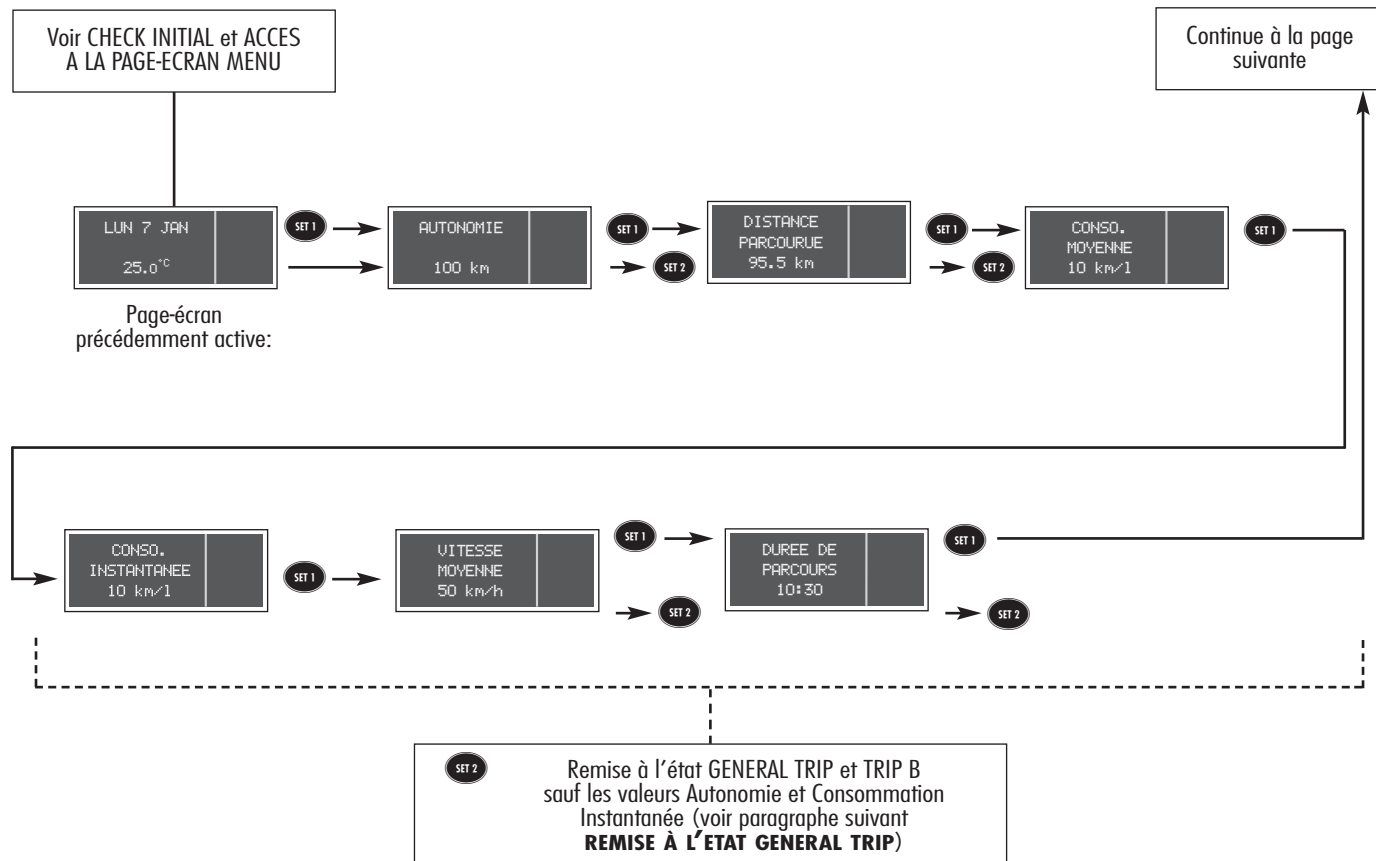 Voir CHECK INITIAL et ACCES
A LA PAGE-ECRAN MENU
Continue à la page
suivante
LUN 7 JAN
25.0°C
SET 1
AUTONOMIE
100 km
SET 1
SET 2
DISTANCE
PARCOURUE
95.5 km
SET 1
SET 2
CONSO.
MOYENNE
10 km/l
SET 1
Page-écran
précédemment active:
CONSO.
INSTANTANEE
10 km/l
SET 1
VITESSE
MOYENNE
50 km/h
SET 1
SET 2
DUREE DE
PARCOURS
10:30
SET 1
SET 2
SET 2
Remise à l'état GENERAL TRIP et TRIP B
sauf les valeurs Autonomie et Consommation
Instantanée (voir paragraphe suivant
REMISE À L'ETAT GENERAL TRIP)